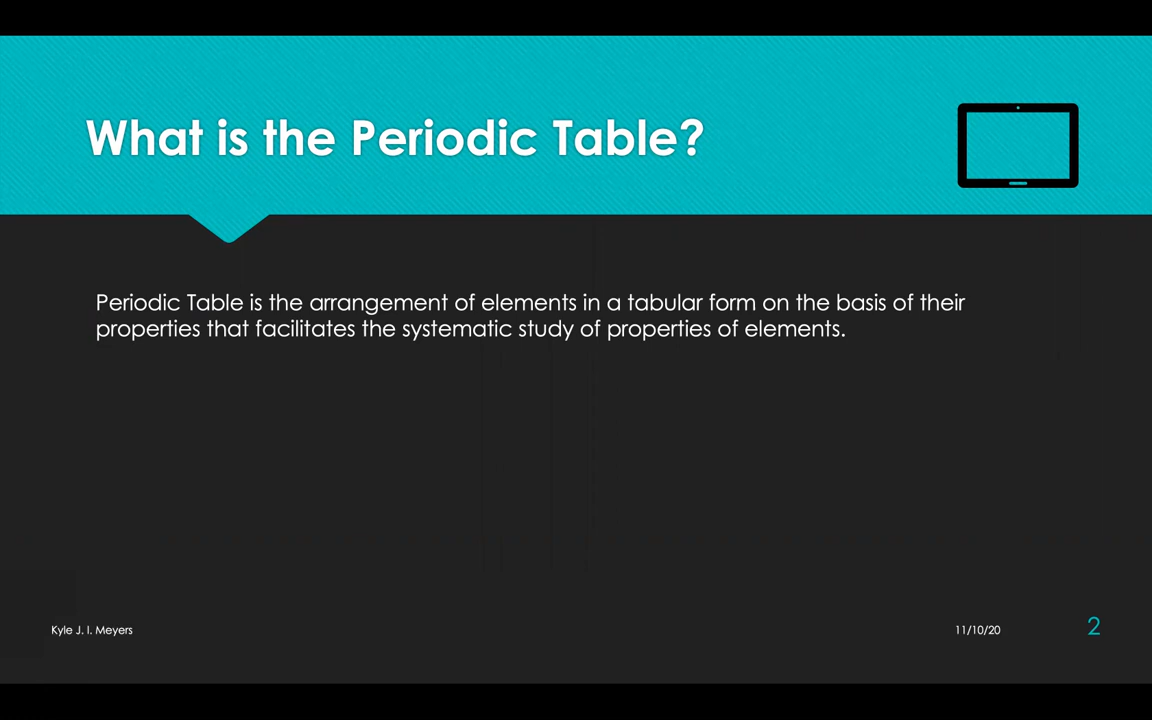 What is the Periodic Table?
Periodic Table is the arrangement of elements in a tabular form on the basis of their
properties that facilitates the systematic study of properties of elements.
Kyle J. I. Meyers
11/10/20
2